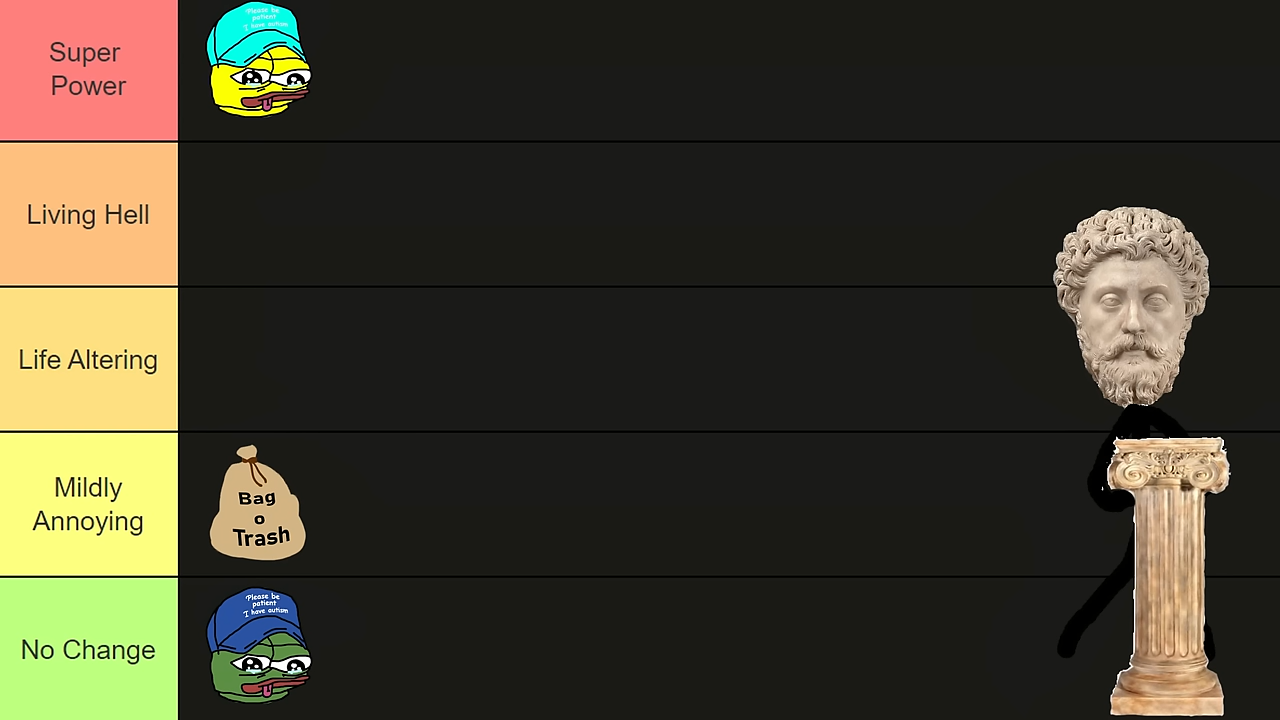 Super
Power
Please be
patient
I have autism
Living Hell
Life Altering
Mildly
Annoying
Bag
o
Trash
No Change
Please be
patient
I have autism